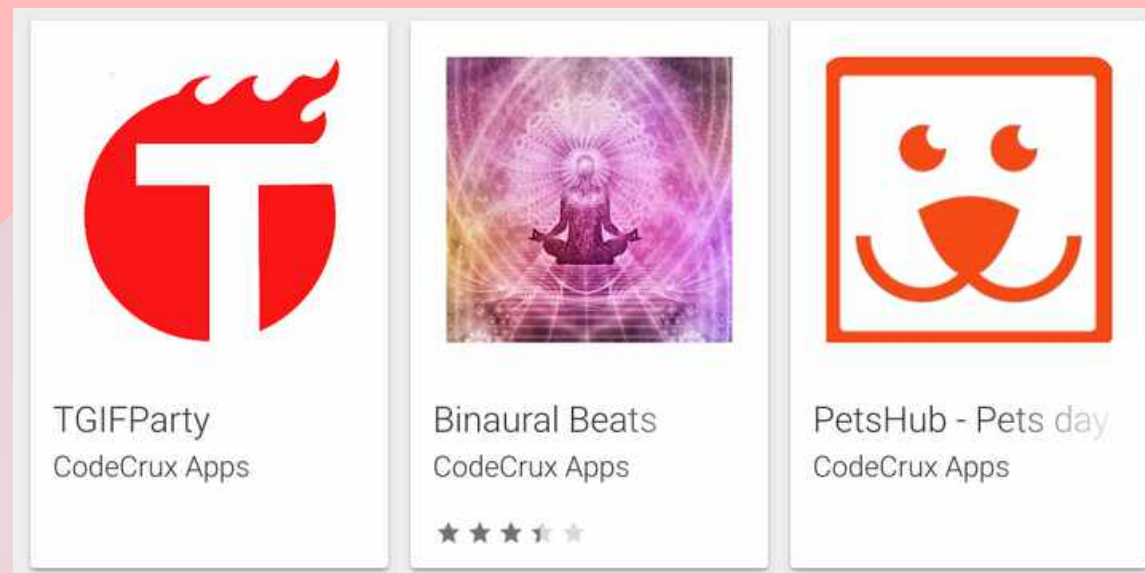 T
TGIFParty
CodeCrux Apps
Binaural Beats
CodeCrux Apps
PetsHub - Pets day
CodeCrux Apps